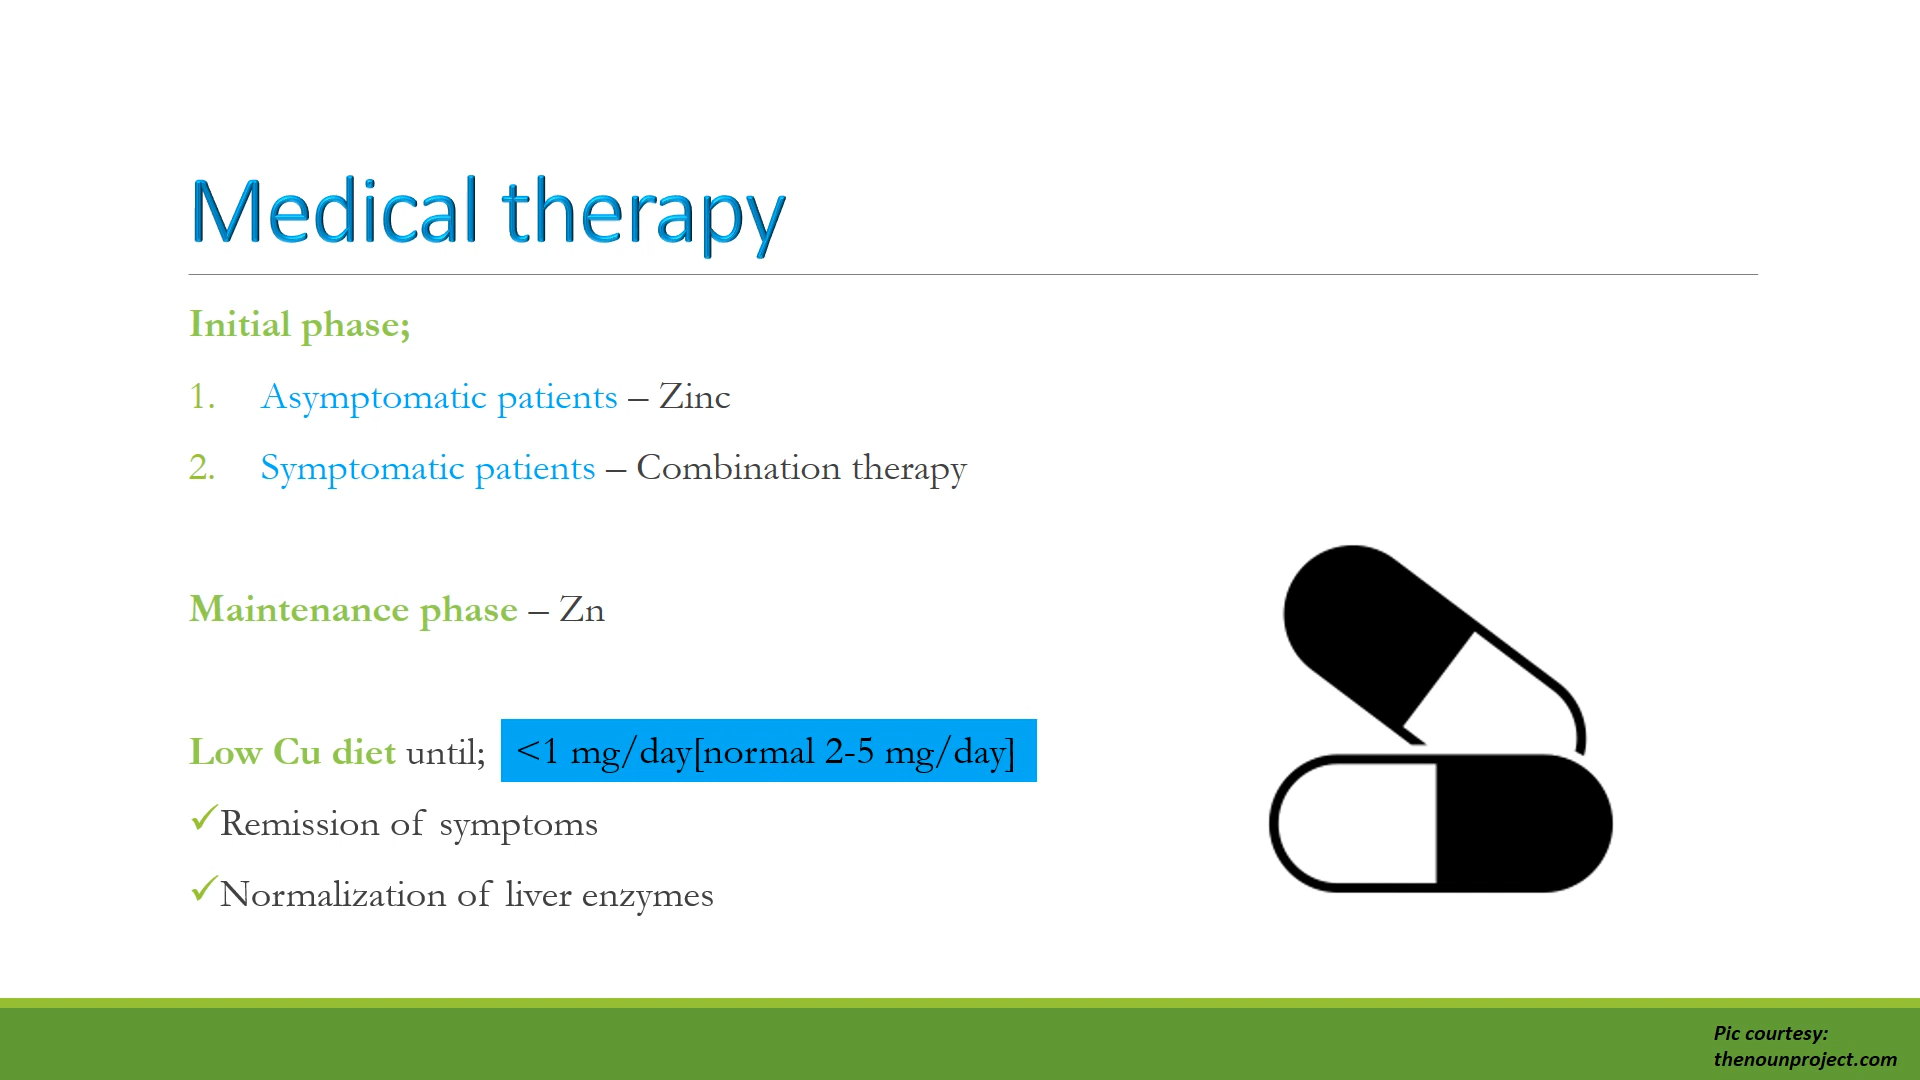 Medical therapy
Initial phase;
1. Asymptomatic patients – Zinc
2. Symptomatic patients – Combination therapy
Maintenance phase – Zn
Low Cu diet until; <1 mg/day[normal 2-5 mg/day]
✓Remission of symptoms
✓Normalization of liver enzymes
Pic courtesy:
thenounproject.com